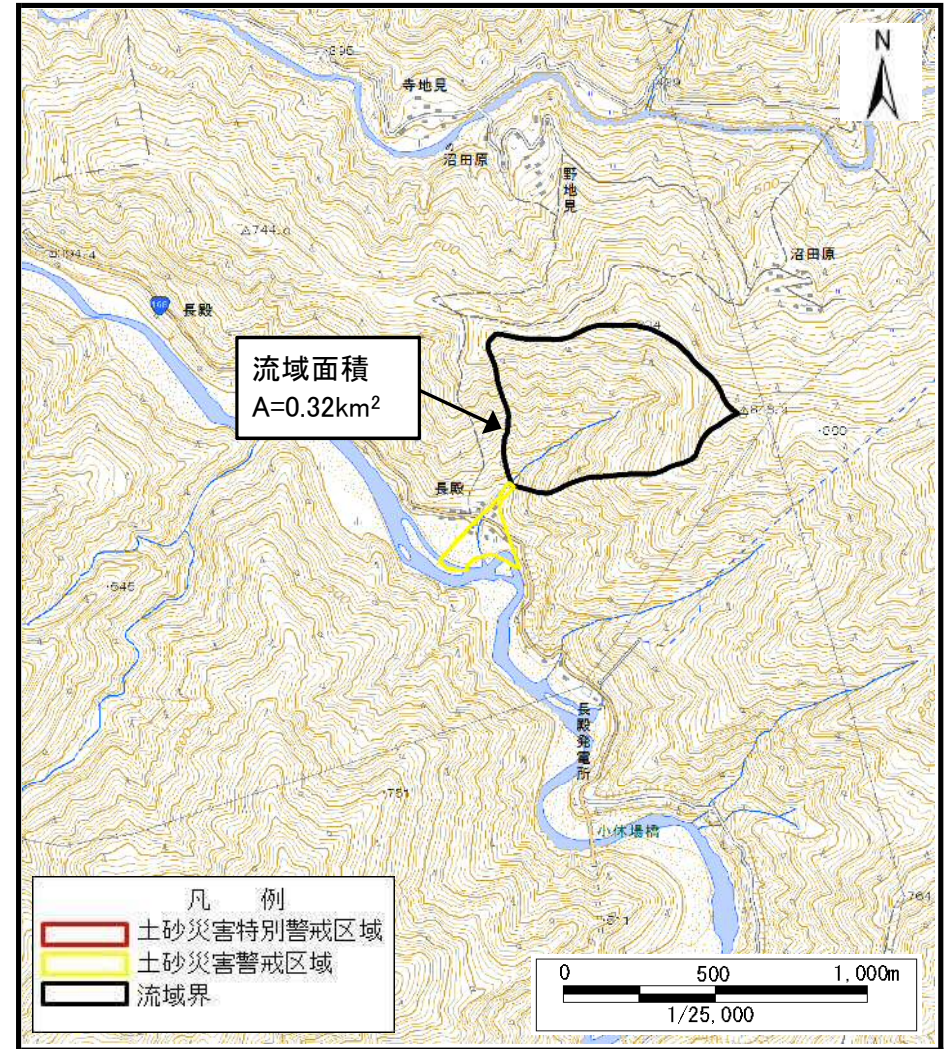 N
寺地見
沼田原
野地見
沼田原
168
長殿
流域面積
A=0.32km²
長殿
長殿発電所
小休場橋
・751
凡　例
土砂災害特別警戒区域
土砂災害警戒区域
流域界
0 500 1,000m
1/25,000